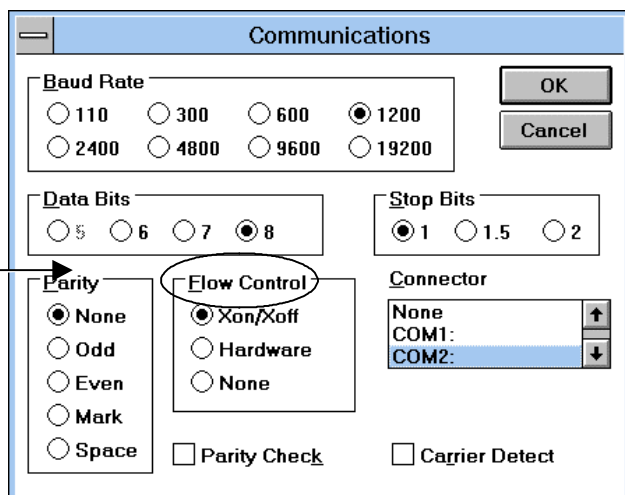 Communications
Baud Rate
110 300 600 1200
2400 4800 9600 19200
OK
Cancel
Data Bits
5 6 7 8
Stop Bits
1 1.5 2
Parity
None
Odd
Even
Mark
Space
Flow Control
Xon/Xoff
Hardware
None
Connector
None
COM1:
COM2:
Parity Check
Carrier Detect